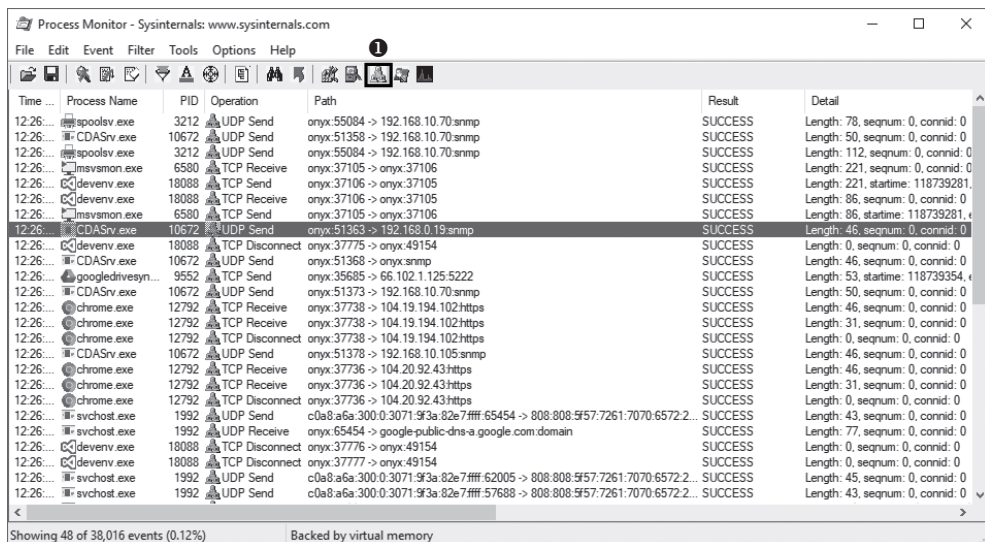 Process Monitor - Sysinternals: www.sysinternals.com
File Edit Event Filter Tools Options Help
❶
Time ... Process Name PID Operation Path Result Detail
12:26:... spoolsv.exe 3212 UDP Send onyx:55084 -> 192.168.10.70:snmp SUCCESS Length: 78, seqnum: 0, connid: 0
12:26:... CDASrv.exe 10672 UDP Send onyx:51358 -> 192.168.10.70:snmp SUCCESS Length: 50, seqnum: 0, connid: 0
12:26:... spoolsv.exe 3212 UDP Send onyx:55084 -> 192.168.10.70:snmp SUCCESS Length: 112, seqnum: 0, connid: 0
12:26:... msvsmon.exe 6580 TCP Receive onyx:37105 -> onyx:37106 SUCCESS Length: 221, seqnum: 0, connid: 0
12:26:... devenv.exe 18088 TCP Send onyx:37106 -> onyx:37105 SUCCESS Length: 221, startime: 118739281,
12:26:... devenv.exe 18088 TCP Receive onyx:37106 -> onyx:37105 SUCCESS Length: 86, seqnum: 0, connid: 0
12:26:... msvsmon.exe 6580 TCP Send onyx:37105 -> onyx:37106 SUCCESS Length: 86, startime: 118739281, e
12:26:... CDASrv.exe 10672 UDP Send onyx:51363 -> 192.168.0.19:snmp SUCCESS Length: 46, seqnum: 0, connid: 0
12:26:... devenv.exe 18088 TCP Disconnect onyx:37775 -> onyx:49154 SUCCESS Length: 0, seqnum: 0, connid: 0
12:26:... CDASrv.exe 10672 UDP Send onyx:51368 -> onyx:snmp SUCCESS Length: 46, seqnum: 0, connid: 0
12:26:... googledrivesyn... 9552 TCP Send onyx:35685 -> 66.102.1.125:5222 SUCCESS Length: 53, startime: 118739354, e
12:26:... CDASrv.exe 10672 UDP Send onyx:51373 -> 192.168.10.70:snmp SUCCESS Length: 50, seqnum: 0, connid: 0
12:26:... chrome.exe 12792 TCP Receive onyx:37738 -> 104.19.194.102:https SUCCESS Length: 46, seqnum: 0, connid: 0
12:26:... chrome.exe 12792 TCP Receive onyx:37738 -> 104.19.194.102:https SUCCESS Length: 31, seqnum: 0, connid: 0
12:26:... chrome.exe 12792 TCP Disconnect onyx:37738 -> 104.19.194.102:https SUCCESS Length: 0, seqnum: 0, connid: 0
12:26:... CDASrv.exe 10672 UDP Send onyx:51378 -> 192.168.10.105:snmp SUCCESS Length: 46, seqnum: 0, connid: 0
12:26:... chrome.exe 12792 TCP Receive onyx:37736 -> 104.20.92.43:https SUCCESS Length: 46, seqnum: 0, connid: 0
12:26:... chrome.exe 12792 TCP Receive onyx:37736 -> 104.20.92.43:https SUCCESS Length: 31, seqnum: 0, connid: 0
12:26:... chrome.exe 12792 TCP Disconnect onyx:37736 -> 104.20.92.43:https SUCCESS Length: 0, seqnum: 0, connid: 0
12:26:... svchost.exe 1992 UDP Send c0a8:a6a:300:0:3071:9f3a:82e7:ffff:65454 -> 808:808:5f57:7261:7070:6572:2... SUCCESS Length: 43, seqnum: 0, connid: 0
12:26:... svchost.exe 1992 UDP Receive onyx:65454 -> google-public-dns-a.google.com:domain SUCCESS Length: 77, seqnum: 0, connid: 0
12:26:... devenv.exe 18088 TCP Disconnect onyx:37776 -> onyx:49154 SUCCESS Length: 0, seqnum: 0, connid: 0
12:26:... devenv.exe 18088 TCP Disconnect onyx:37777 -> onyx:49154 SUCCESS Length: 0, seqnum: 0, connid: 0
12:26:... svchost.exe 1992 UDP Send c0a8:a6a:300:0:3071:9f3a:82e7:ffff:62005 -> 808:808:5f57:7261:7070:6572:2... SUCCESS Length: 45, seqnum: 0, connid: 0
12:26:... svchost.exe 1992 UDP Send c0a8:a6a:300:0:3071:9f3a:82e7:ffff:57688 -> 808:808:5f57:7261:7070:6572:2... SUCCESS Length: 43, seqnum: 0, connid: 0
Showing 48 of 38,016 events (0.12%) Backed by virtual memory